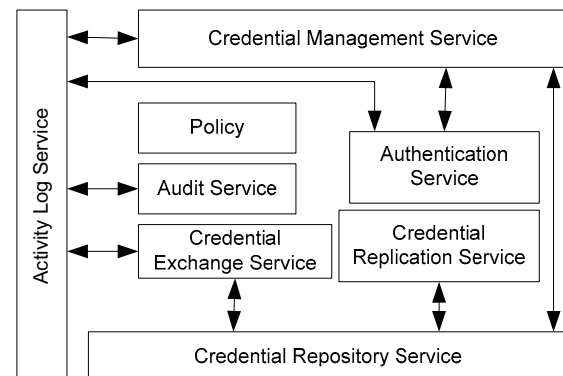 Activity Log Service
Credential Management Service
Policy
Authentication
Service
Audit Service
Credential
Exchange Service
Credential
Replication Service
Credential Repository Service